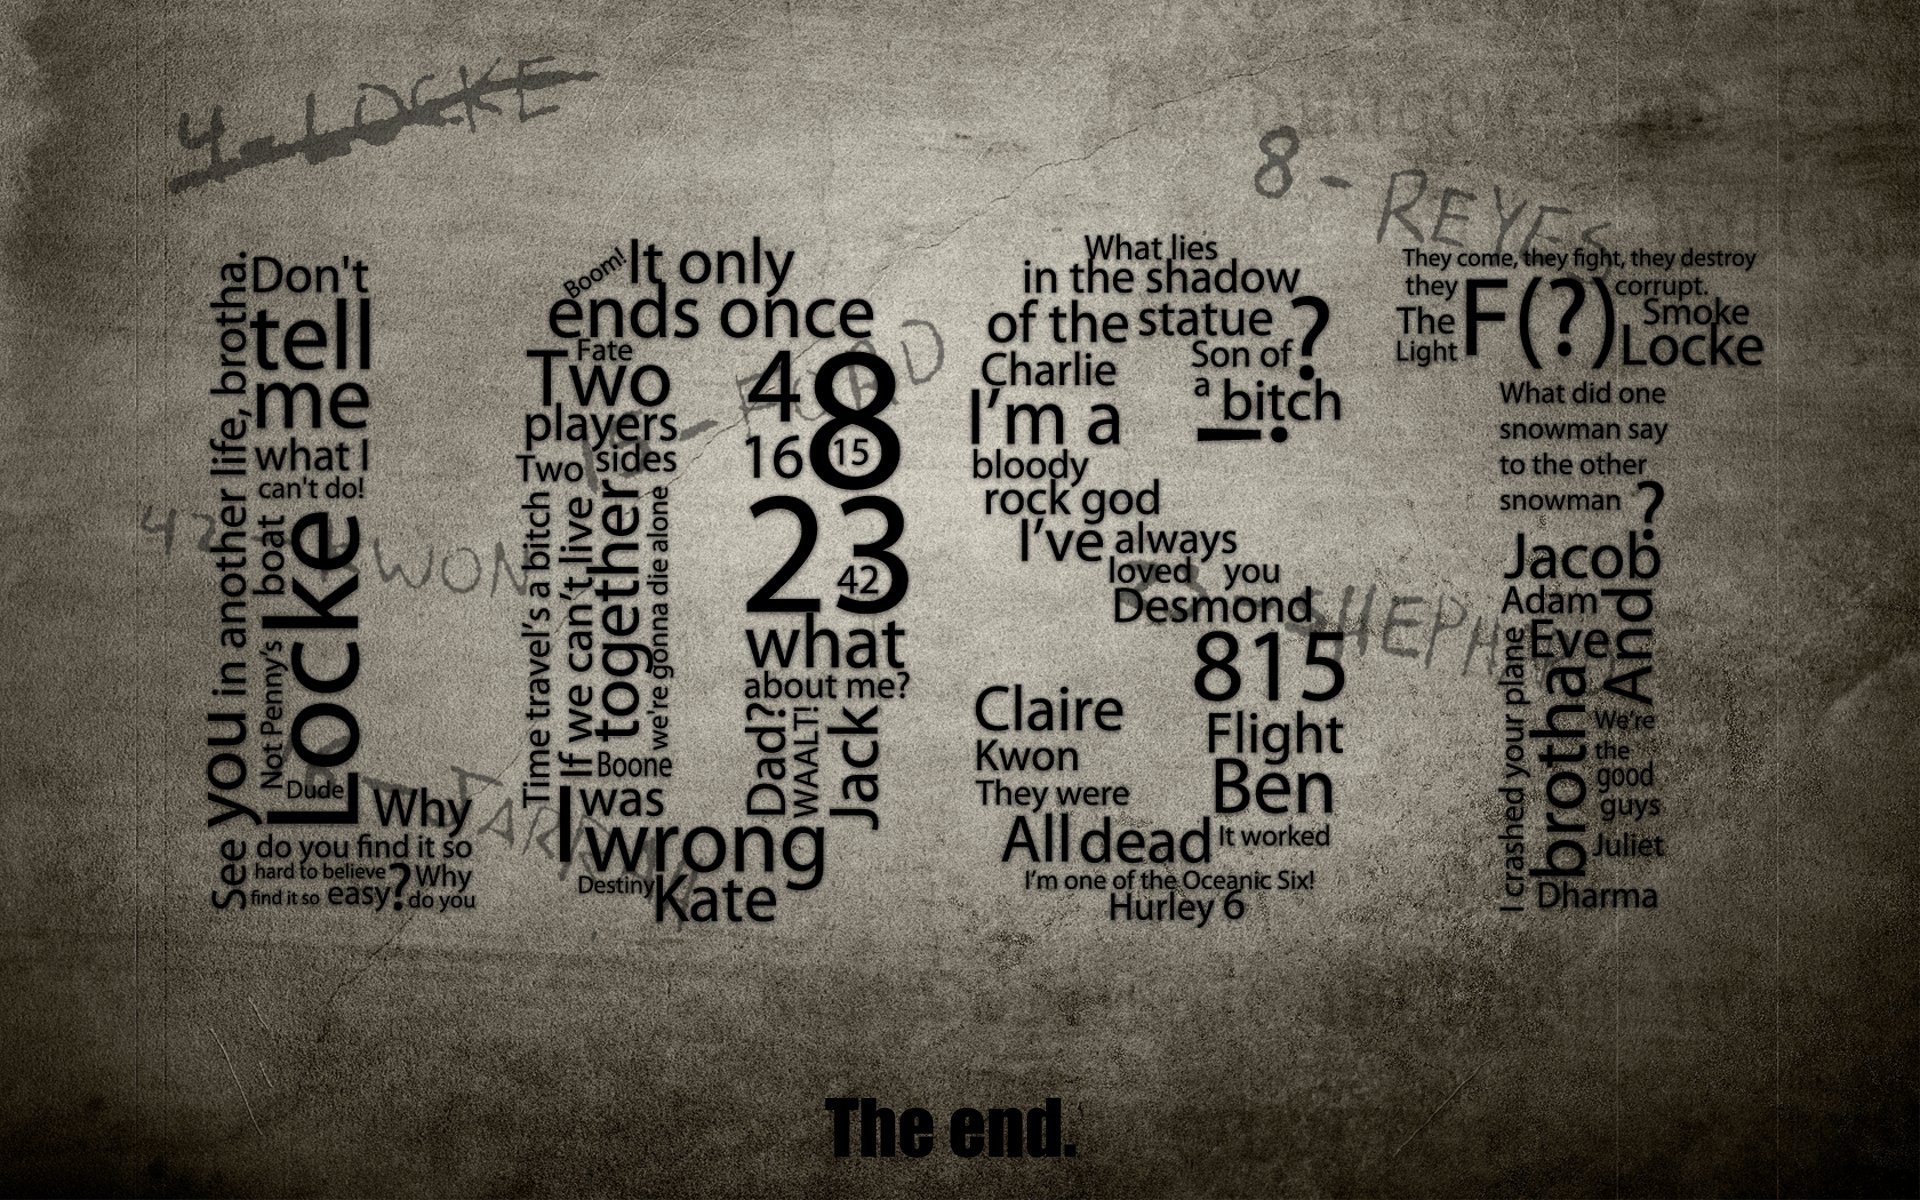 4 - LOCKE
8 - REYES
15 - FORD
42 - KWON
SHEPH
FARADAY
See you in another life, brotha.
Don't
tell
me
what I
can't do!
Not Penny's boat
Locke
Dude
Why
do you find it so
hard to believe? Why
find it so easy? do you
Boom!
It only
ends once
Fate
Two
players
Two sides
Time travel's a bitch
If we can't live
together
we're gonna die alone
Boone
I was
wrong
Destiny
Kate
4 8
16 15
23
42
what
about me?
Dad??
WAALT!
Jack
What lies
in the shadow
of the statue ?
Charlie
Son of
a bitch
I'm a
bloody
rock god
I've always
loved you
Desmond
815
Flight
Claire
Kwon
Ben
They were
All dead
It worked
I'm one of the Oceanic Six!
Hurley 6
They come, they fight, they destroy
they corrupt.
The
Light
F(?)
Smoke
Locke
What did one
snowman say
to the other
snowman ?
Jacob
Adam And
Eve
I crashed your plane
brotha
We're
the
good
guys
Juliet
Dharma
The end.